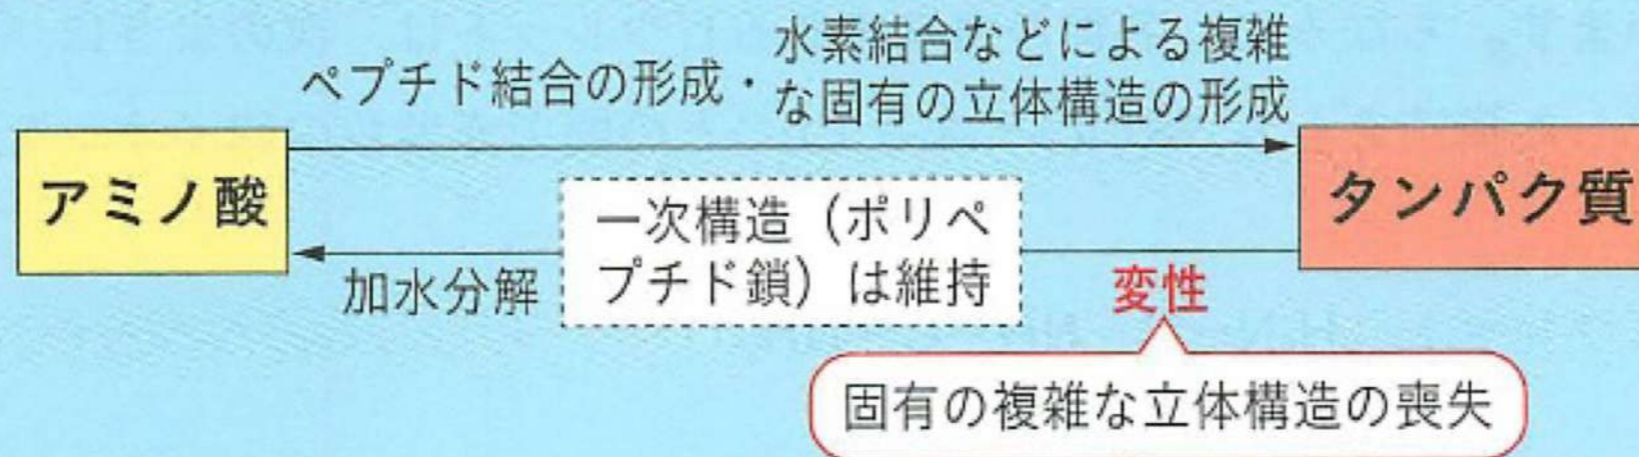 水素結合などによる複雑
ペプチド結合の形成・な固有の立体構造の形成
アミノ酸
タンパク質
一次構造（ポリペ
プチド鎖）は維持
加水分解
変性
固有の複雑な立体構造の喪失